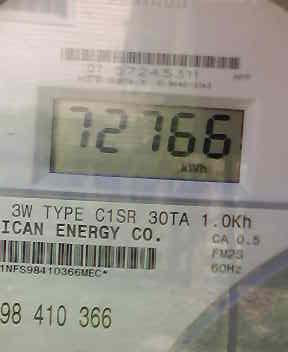 72766
kWh
3W TYPE C1SR 30TA 1.0Kh
ICAN ENERGY CO.
CA 0.5
FM2S
60Hz
1NFS98410366MEC*
98 410 366